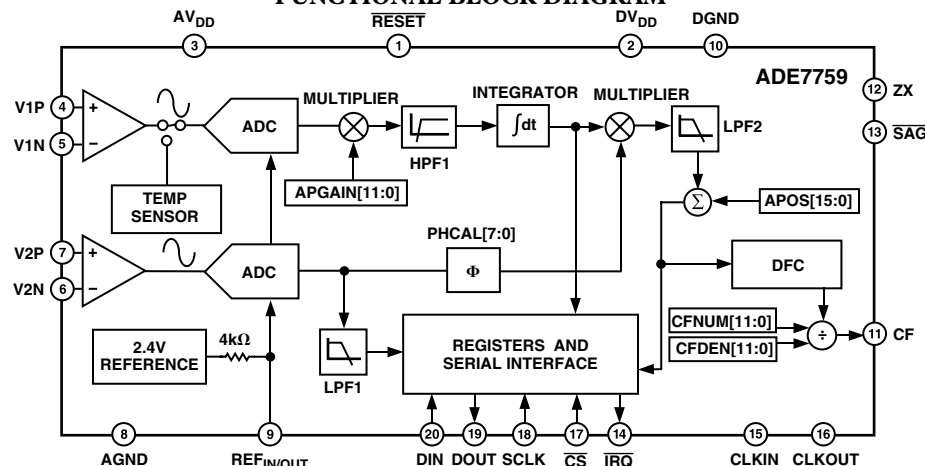 FUNCTIONAL BLOCK DIAGRAM
AVDD
RESET
DVDD
DGND
3
1
2
10
ADE7759
V1P
4
+
V1N
5
−
ADC
MULTIPLIER
HPF1
INTEGRATOR
∫dt
MULTIPLIER
LPF2
12
ZX
13
SAG
TEMP
SENSOR
APGAIN[11:0]
Σ
APOS[15:0]
V2P
7
+
V2N
6
−
ADC
PHCAL[7:0]
Φ
DFC
2.4V
REFERENCE
4kΩ
LPF1
REGISTERS AND
SERIAL INTERFACE
CFNUM[11:0]
CFDEN[11:0]
÷
11
CF
8
9
20
19
18
17
14
15
16
AGND
REFIN/OUT
DIN
DOUT
SCLK
CS
IRQ
CLKIN
CLKOUT